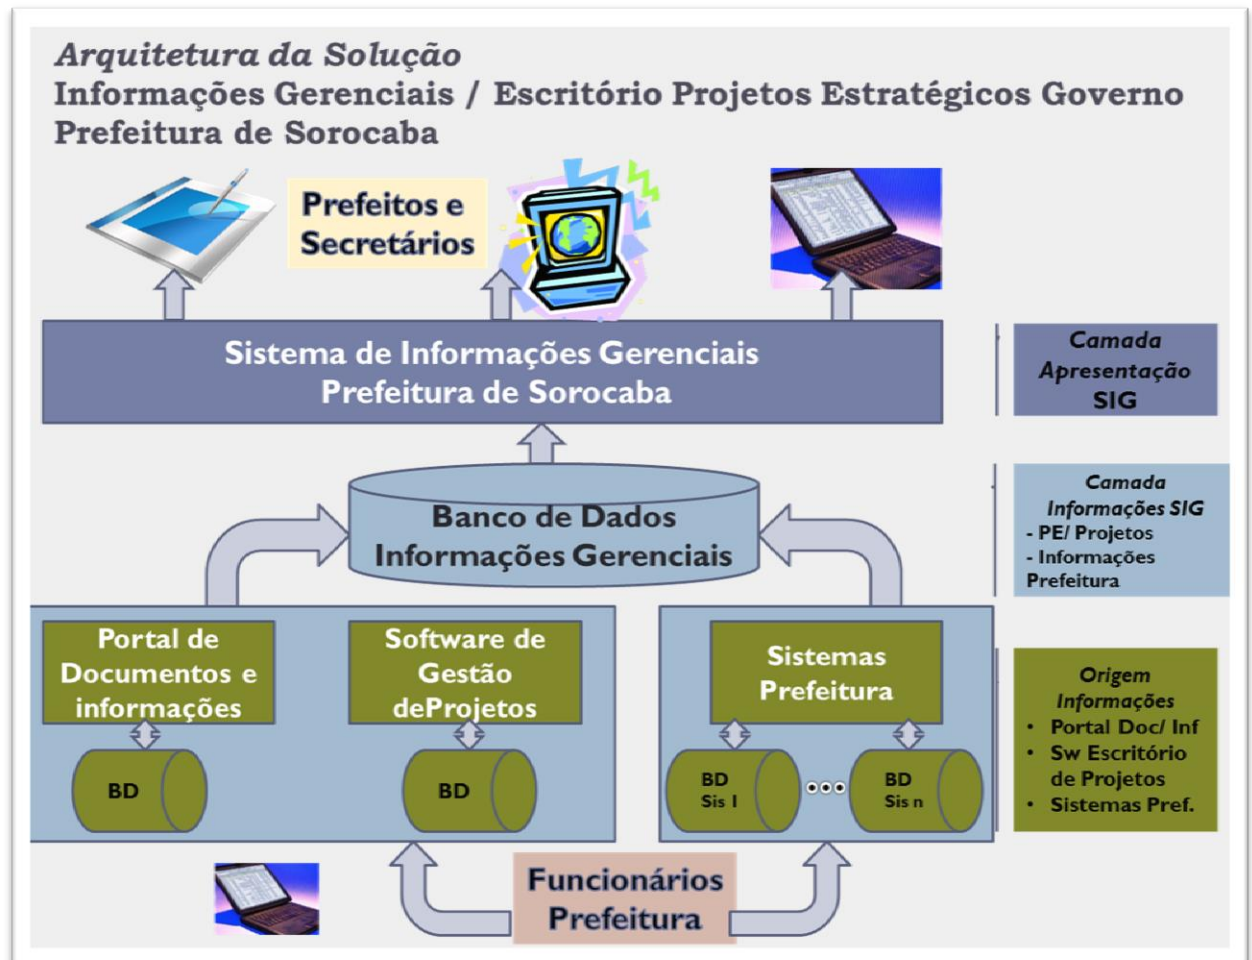 Arquitetura da Solução
Informações Gerenciais / Escritório Projetos Estratégicos Governo
Prefeitura de Sorocaba
Prefeitos e
Secretários
Sistema de Informações Gerenciais
Prefeitura de Sorocaba
Camada
Apresentação
SIG
Banco de Dados
Informações Gerenciais
Camada
Informações SIG
- PE/ Projetos
- Informações
Prefeitura
Portal de
Documentos e
informações
Software de
Gestão
deProjetos
Sistemas
Prefeitura
BD
BD
BD
Sis 1
BD
Sis n
Origem
Informações
• Portal Doc/ Inf
• Sw Escritório
de Projetos
• Sistemas Pref.
Funcionários
Prefeitura